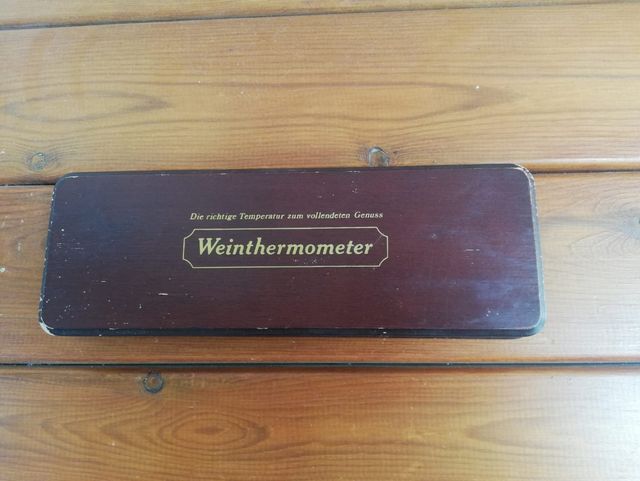 Die richtige Temperatur zum vollendeten Genuss
Weinthermometer